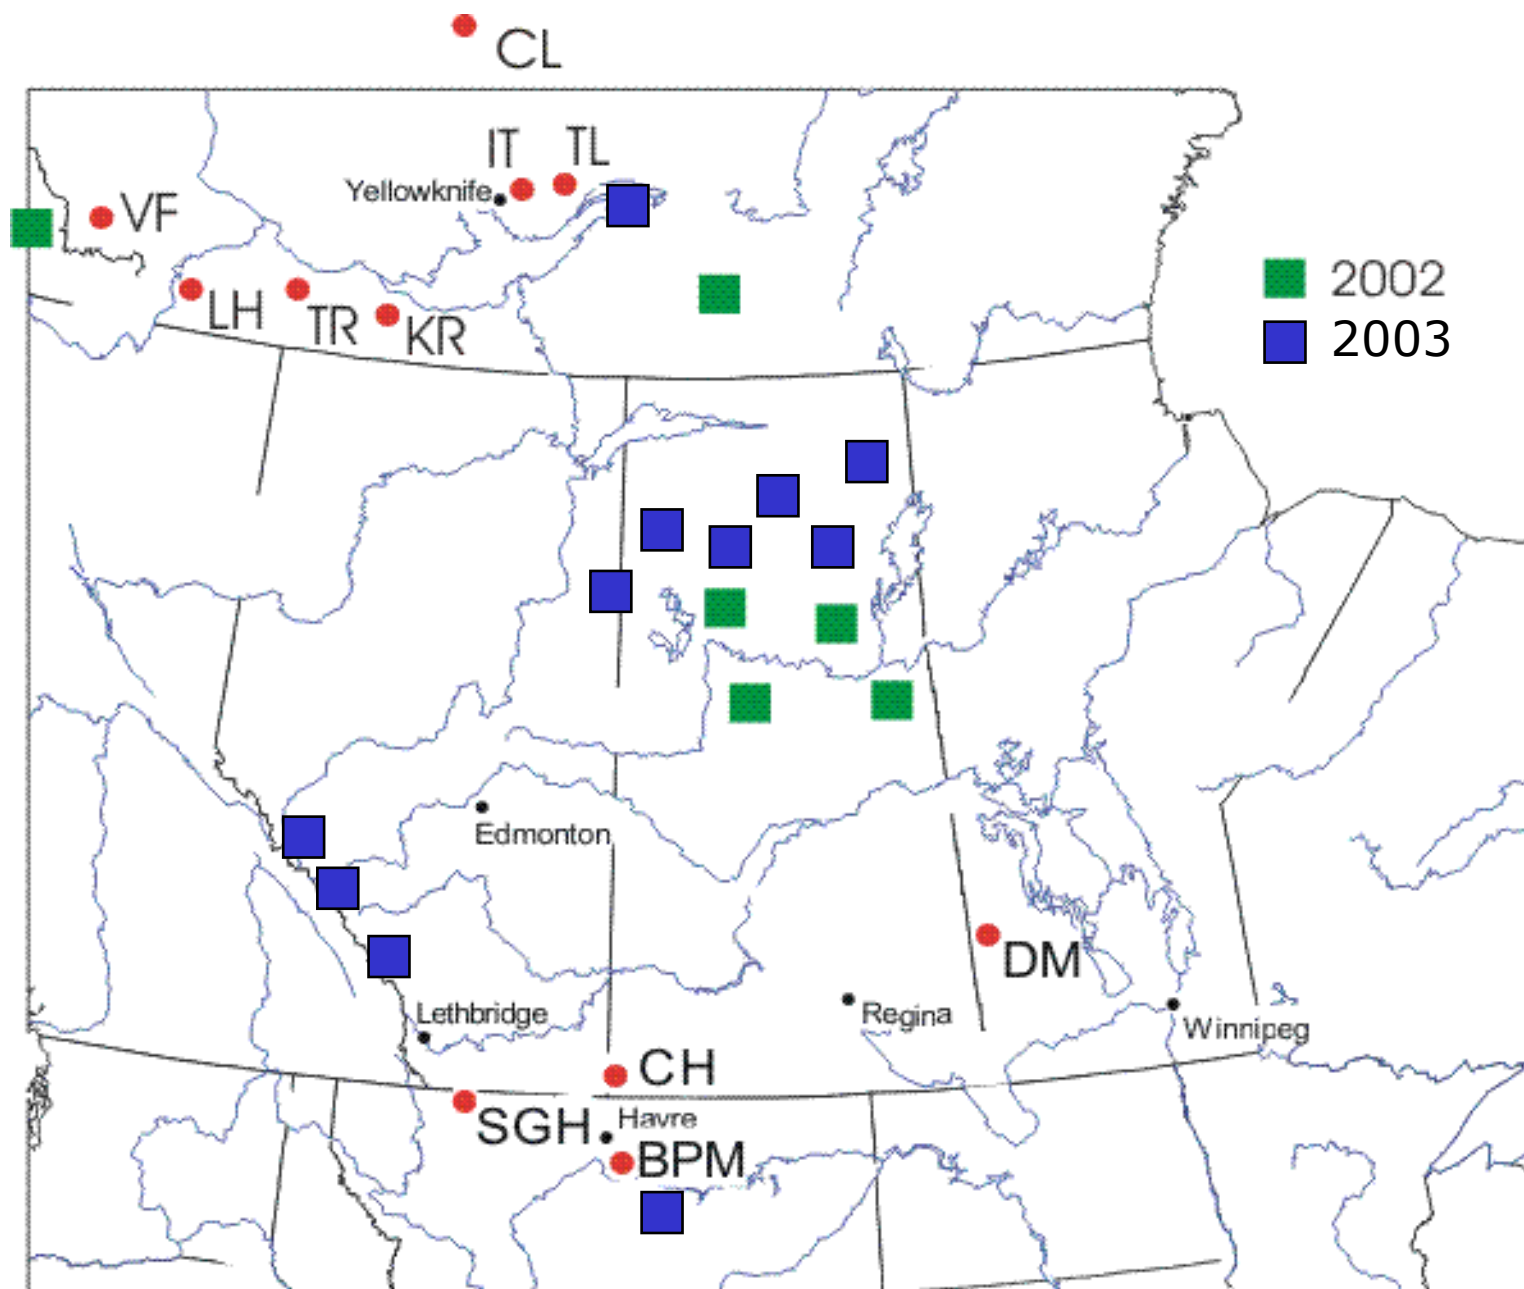 CL
IT
TL
Yellowknife
VF
2002
LH
TR
KR
2003
Edmonton
DM
Lethbridge
Regina
Winnipeg
CH
SGH
Havre
BPM